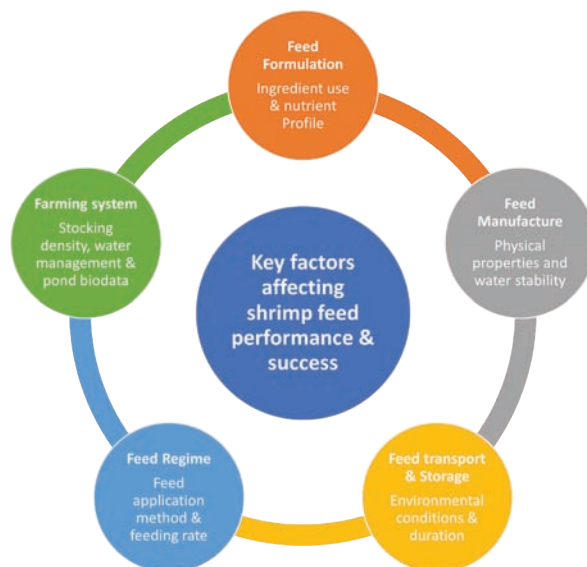 Feed
Formulation
Ingredient use
& nutrient
Profile
Feed
Manufacture
Physical
properties and
water stability
Feed transport
& Storage
Environmental
conditions &
duration
Feed Regime
Feed
application
method &
feeding rate
Farming system
Stocking
density, water
management &
pond biodata
Key factors
affecting
shrimp feed
performance &
success